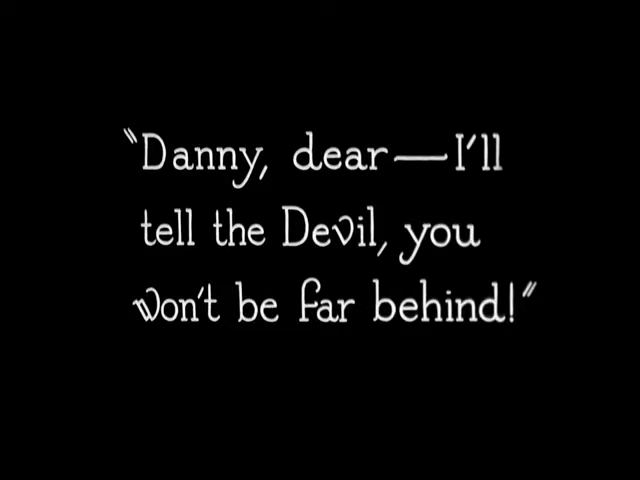 "Danny, dear—I'll
tell the Devil, you
won't be far behind!"